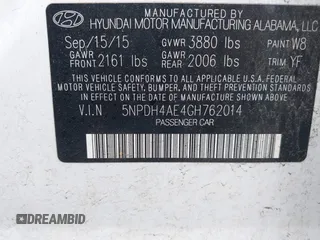 MANUFACTURED BY
HYUNDAI MOTOR MANUFACTURING ALABAMA, LLC
Sep/15/15 GVWR 3880 lbs PAINT W8
GAWR FRONT 2161 lbs GAWR REAR 2006 lbs TRIM YF
THIS VEHICLE CONFORMS TO ALL APPLICABLE FEDERAL
MOTOR VEHICLE SAFETY, BUMPER, AND THEFT PREVENTION
STANDARDS IN EFFECT ON THE DATE OF MANUFACTURE
SHOWN ABOVE.
V.I.N 5NPDH4AE4GH762014
PASSENGER CAR
© DREAMBID